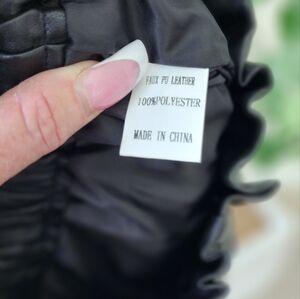 FAUX PU LEATHER
100%POLYESTER
MADE IN CHINA